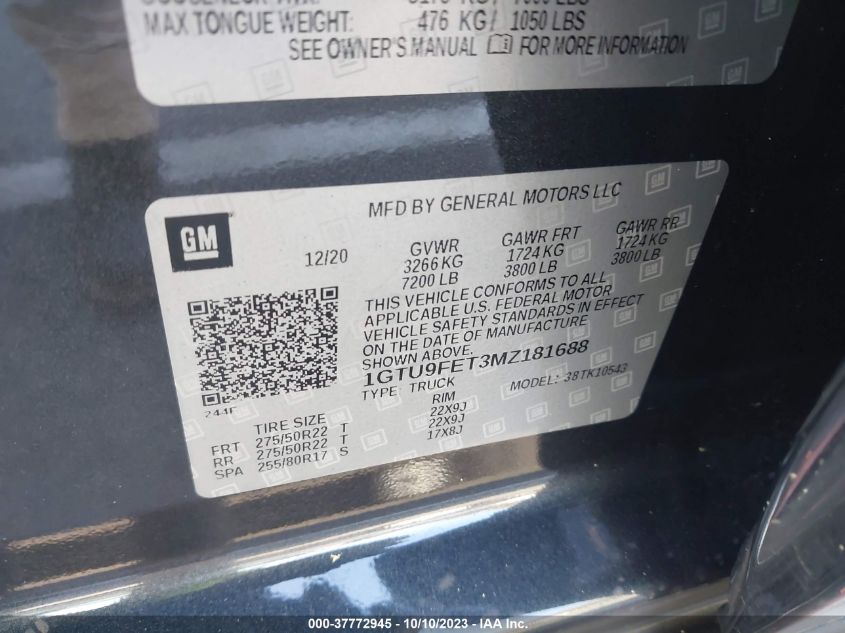 MAX TONGUE WEIGHT: 476 KG/ 1050 LBS
SEE OWNER'S MANUAL FOR MORE INFORMATION
GM
MFD BY GENERAL MOTORS LLC
12/20 GVWR GAWR FRT GAWR RR
3266 KG 1724 KG 1724 KG
7200 LB 3800 LB 3800 LB
THIS VEHICLE CONFORMS TO ALL
APPLICABLE U.S. FEDERAL MOTOR
VEHICLE SAFETY STANDARDS IN EFFECT
ON THE DATE OF MANUFACTURE
SHOWN ABOVE.
1GTU9FET3MZ181688
TYPE: TRUCK MODEL: 38TK10543
TIRE SIZE RIM
FRT 275/50R22 T 22X9J
RR 275/50R22 T 22X9J
SPA 255/80R17 S 17X8J
000-37772945 - 10/10/2023 - © IAA Inc.